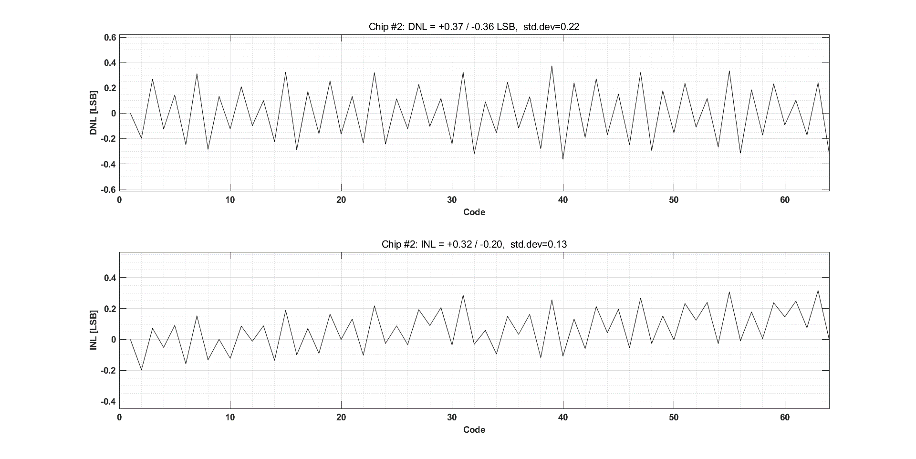 Chip #2: DNL = +0.37 / -0.36 LSB, std.dev=0.22
0.6
0.4
0.2
0
-0.2
-0.4
-0.6
DNL [LSB]
0 10 20 30 40 50 60
Code
Chip #2: INL = +0.32 / -0.20, std.dev=0.13
0.4
0.2
0
-0.2
-0.4
INL [LSB]
0 10 20 30 40 50 60
Code